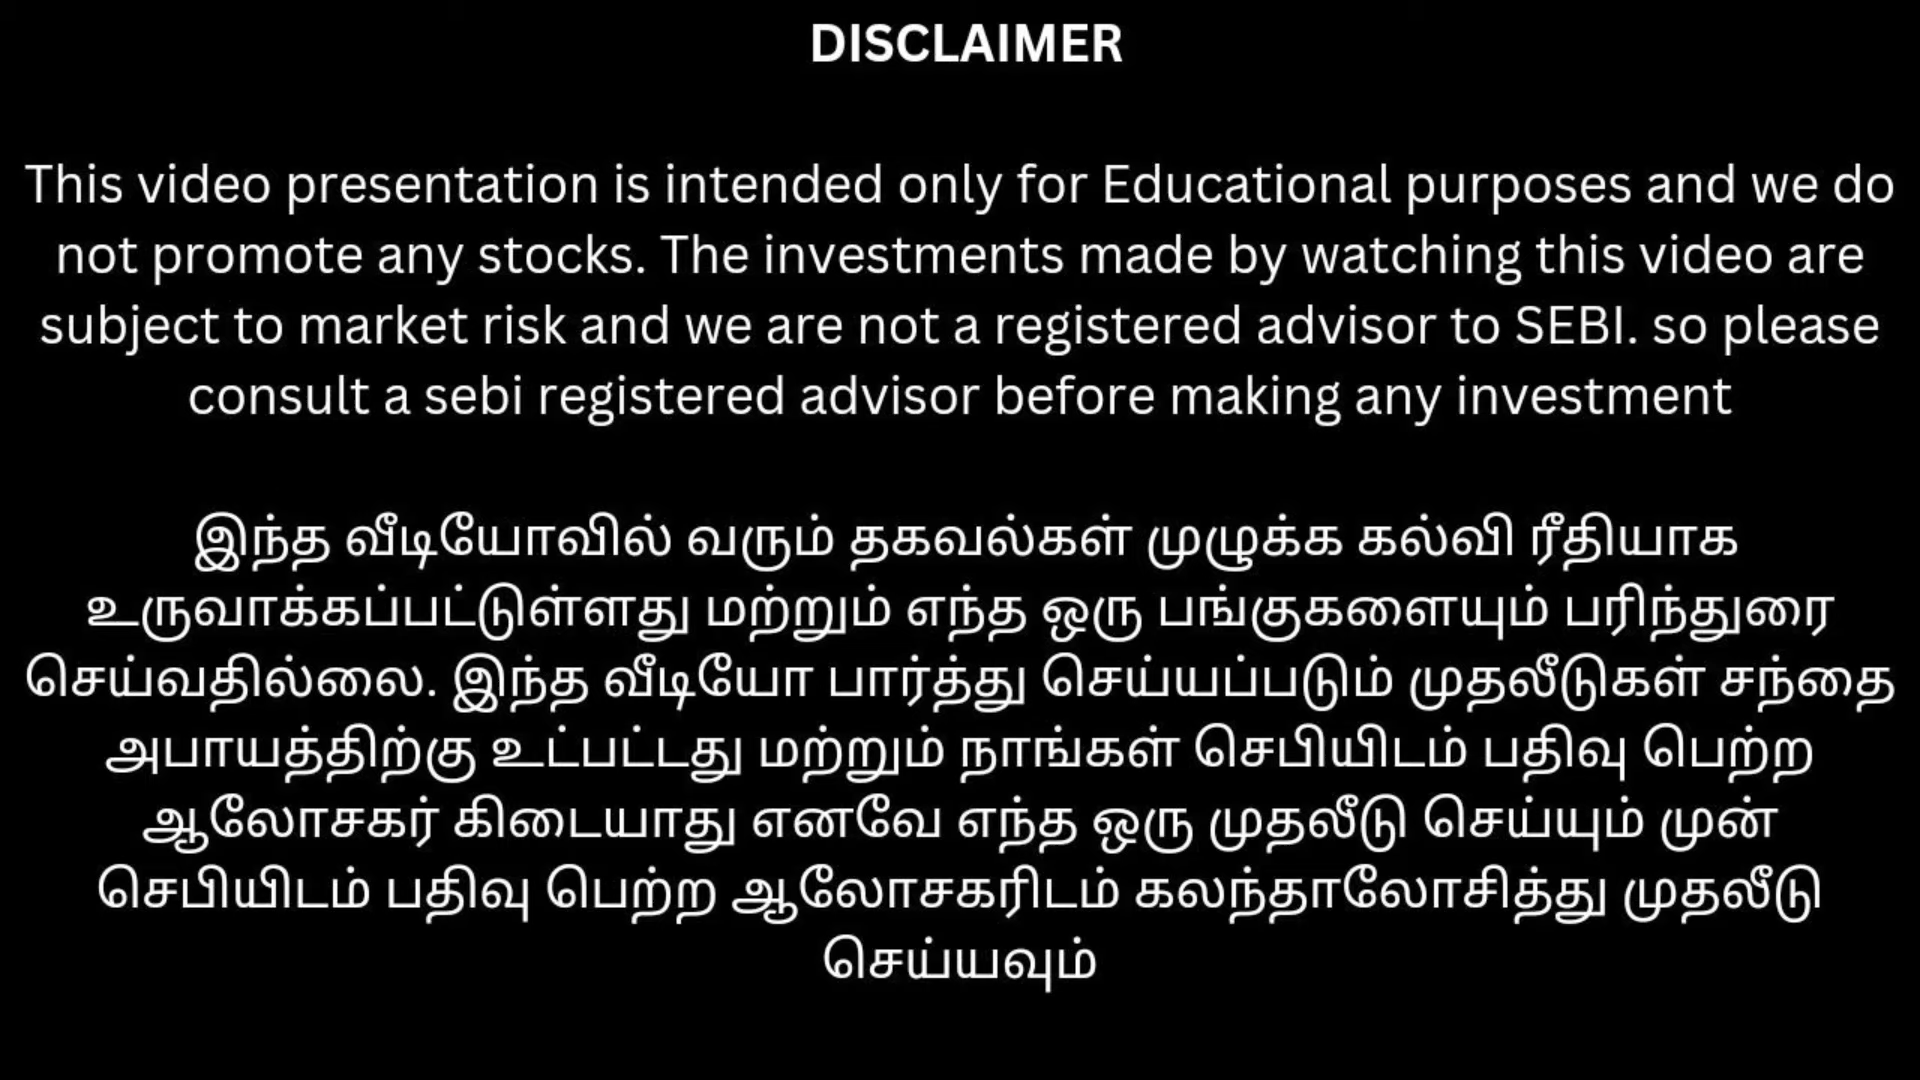 DISCLAIMER
This video presentation is intended only for Educational purposes and we do
not promote any stocks. The investments made by watching this video are
subject to market risk and we are not a registered advisor to SEBI. so please
consult a sebi registered advisor before making any investment
இந்த வீடியோவில் வரும் தகவல்கள் முழுக்க கல்வி ரீதியாக
உருவாக்கப்பட்டுள்ளது மற்றும் எந்த ஒரு பங்குகளையும் பரிந்துரை
செய்வதில்லை. இந்த வீடியோ பார்த்து செய்யப்படும் முதலீடுகள் சந்தை
அபாயத்திற்கு உட்பட்டது மற்றும் நாங்கள் செபியிடம் பதிவு பெற்ற
ஆலோசகர் கிடையாது எனவே எந்த ஒரு முதலீடு செய்யும் முன்
செபியிடம் பதிவு பெற்ற ஆலோசகரிடம் கலந்தாலோசித்து முதலீடு
செய்யவும்